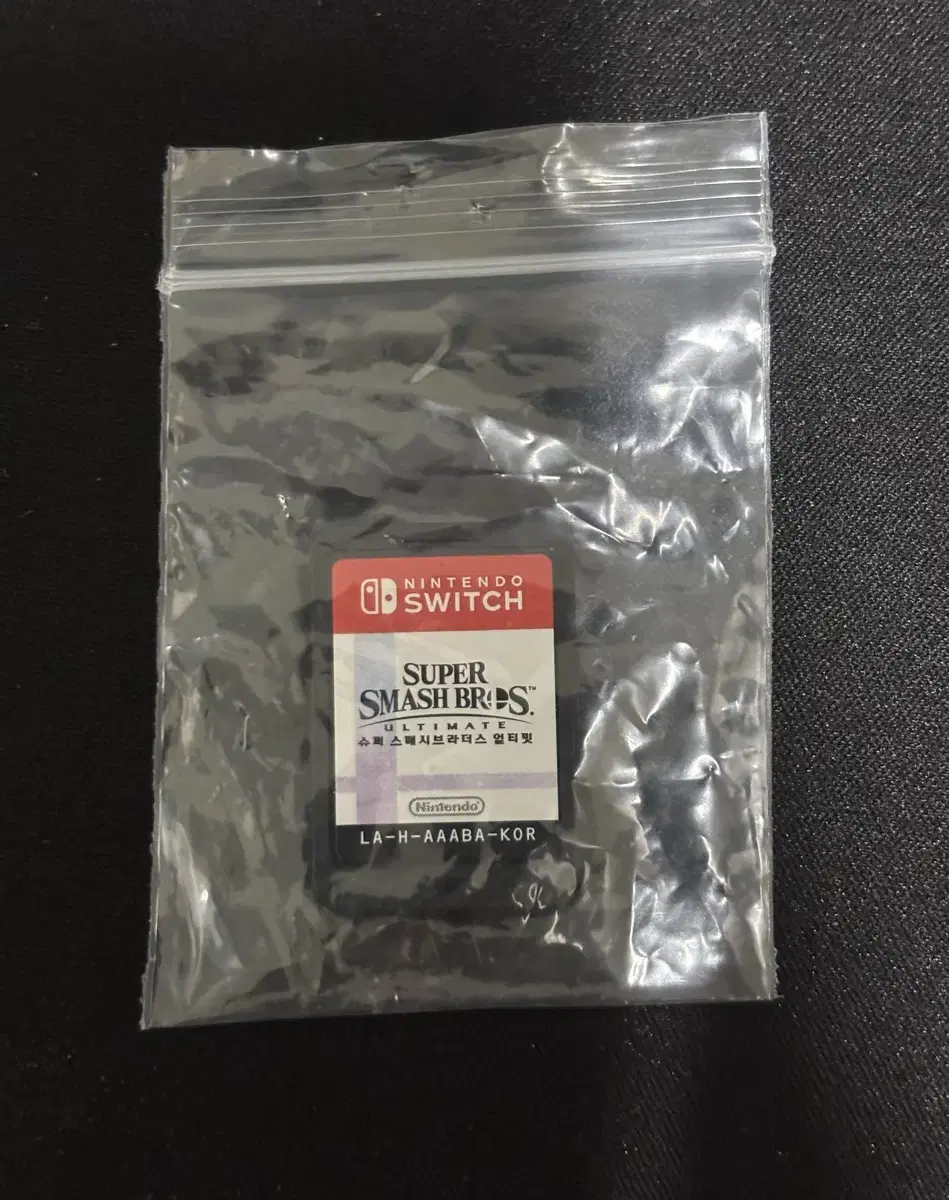 NINTENDO
SWITCH
SUPER
SMASH BROS.™
ULTIMATE
슈퍼 스매시브라더스 얼티밋
Nintendo
LA-H-AAABA-KOR